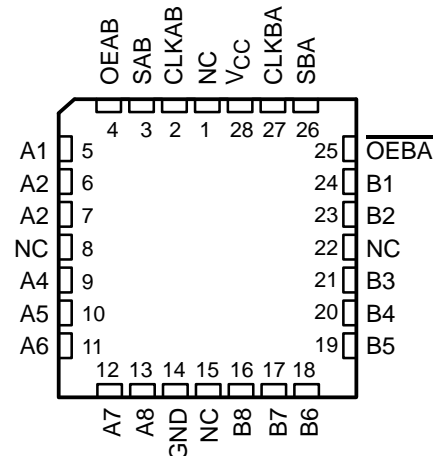 OEAB
SAB
CLKAB
NC
VCC
CLKBA
SBA
4 3 2 1 28 27 26
A1 5 25 OEBA
A2 6 24 B1
A2 7 23 B2
NC 8 22 NC
A4 9 21 B3
A5 10 20 B4
A6 11 19 B5
12 13 14 15 16 17 18
A7
A8
GND
NC
B8
B7
B6